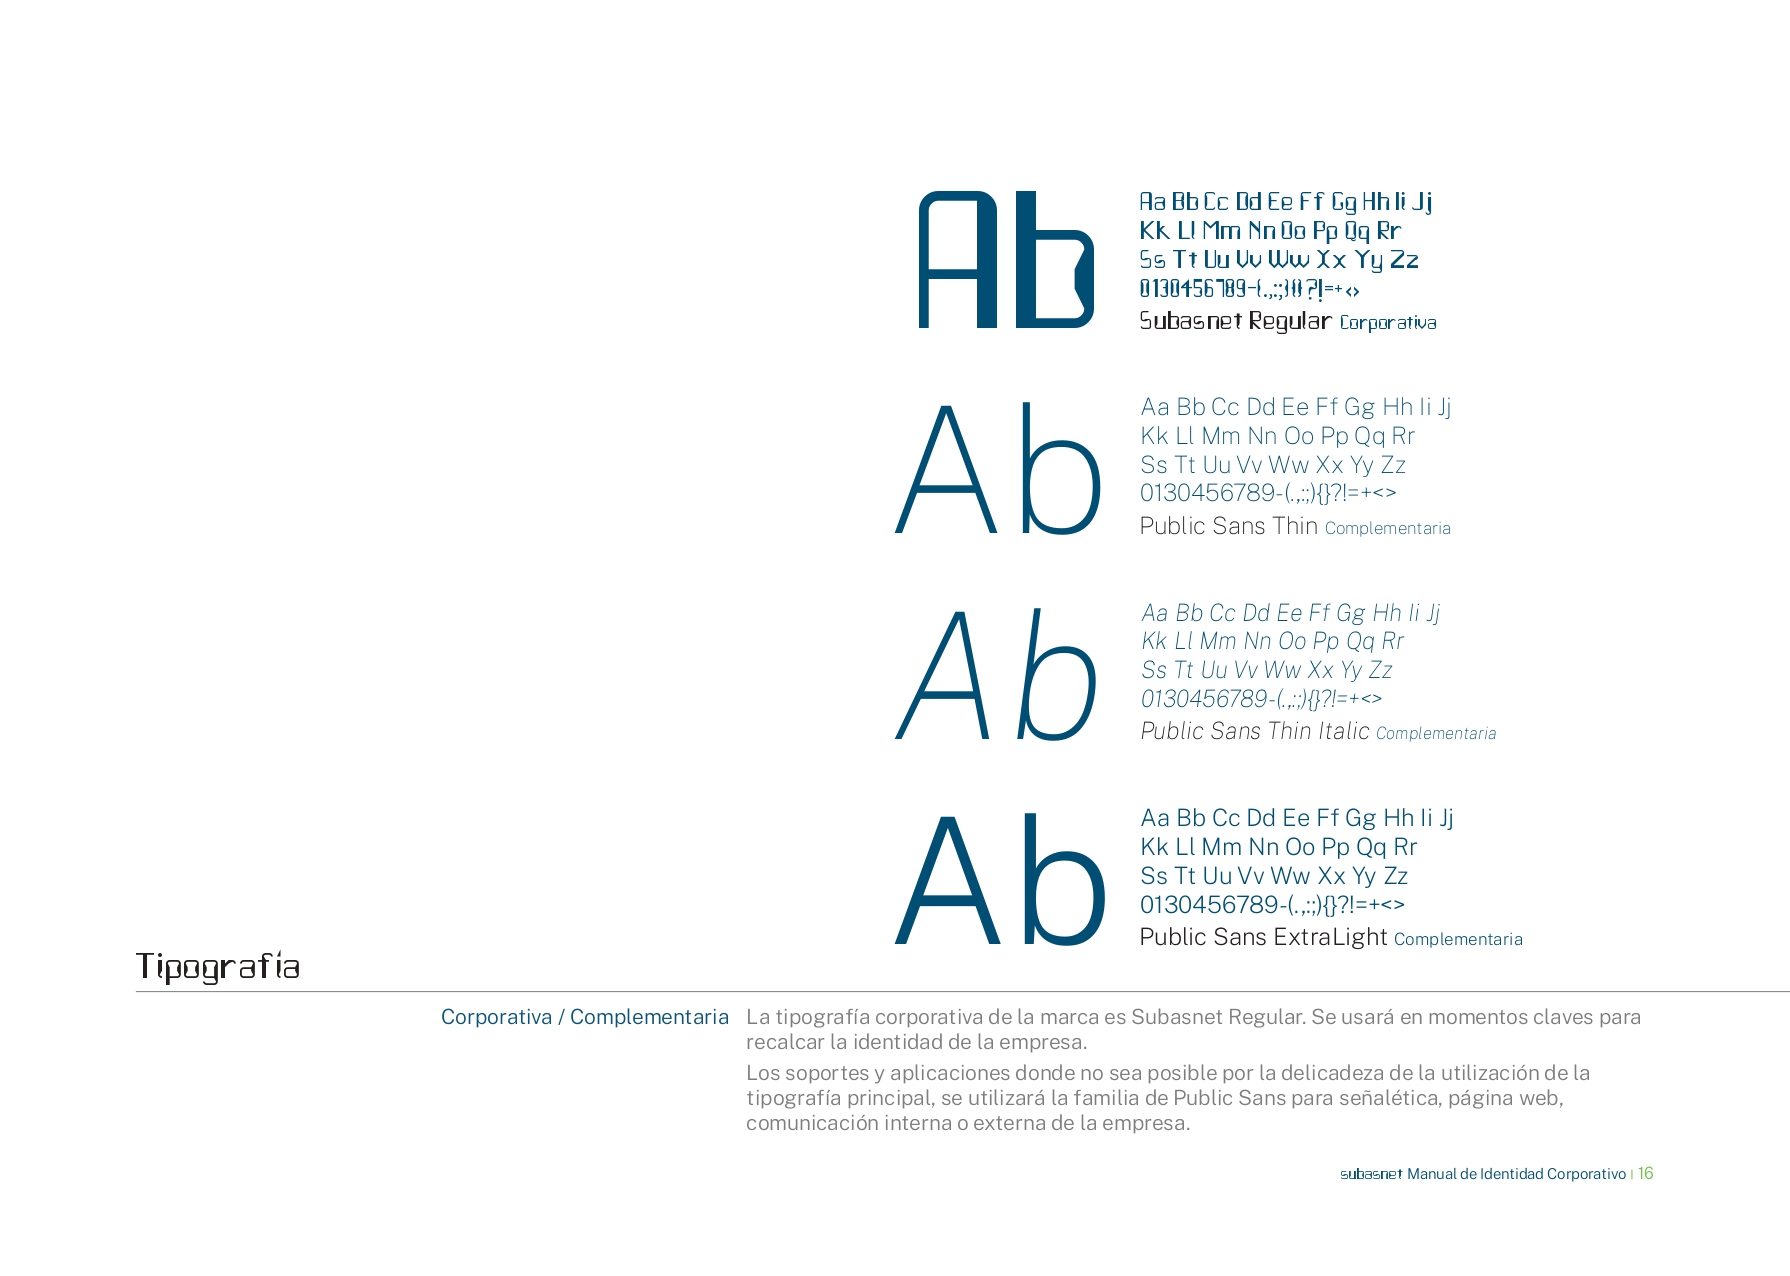 Ab
Aa Bb Cc Dd Ee Ff Gg Hh Ii Jj
Kk Ll Mm Nn Oo Pp Qq Rr
Ss Tt Uu Vv Ww Xx Yy Zz
0130456789-(.,:;){}?!=+<>
Subasnet Regular Corporativa
Ab
Aa Bb Cc Dd Ee Ff Gg Hh Ii Jj
Kk Ll Mm Nn Oo Pp Qq Rr
Ss Tt Uu Vv Ww Xx Yy Zz
0130456789-(.,:;){}?!=+<>
Public Sans Thin Complementaria
Ab
Aa Bb Cc Dd Ee Ff Gg Hh Ii Jj
Kk Ll Mm Nn Oo Pp Qq Rr
Ss Tt Uu Vv Ww Xx Yy Zz
0130456789-(.,:;){}?!=+<>
Public Sans Thin Italic Complementaria
Ab
Aa Bb Cc Dd Ee Ff Gg Hh Ii Jj
Kk Ll Mm Nn Oo Pp Qq Rr
Ss Tt Uu Vv Ww Xx Yy Zz
0130456789-(.,:;){}?!=+<>
Public Sans ExtraLight Complementaria
Tipografía
Corporativa / Complementaria
La tipografía corporativa de la marca es Subasnet Regular. Se usará en momentos claves para
recalcar la identidad de la empresa.
Los soportes y aplicaciones donde no sea posible por la delicadeza de la utilización de la
tipografía principal, se utilizará la familia de Public Sans para señalética, página web,
comunicación interna o externa de la empresa.
subasnet Manual de Identidad Corporativo | 16